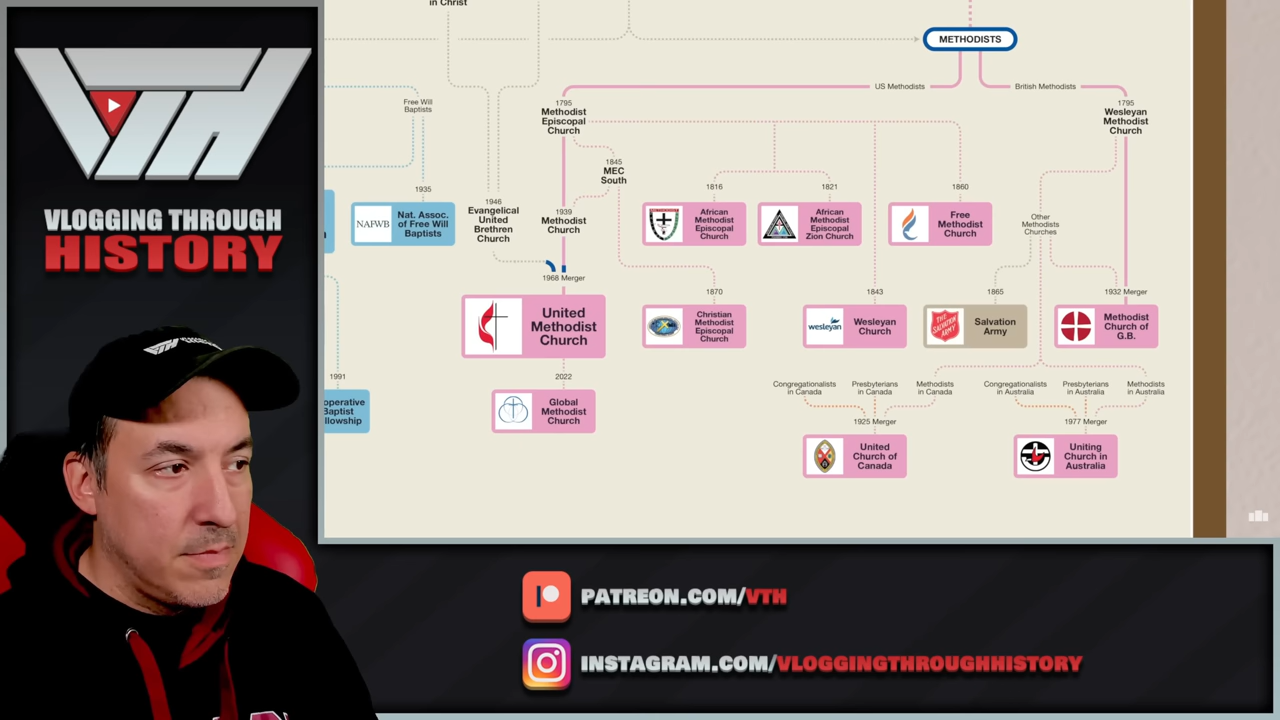 VTH
VLOGGING THROUGH
HISTORY
in Christ
METHODISTS
US Methodists
British Methodists
Free Will
Baptists
1795
Methodist
Episcopal
Church
1795
Wesleyan
Methodist
Church
1845
MEC
South
1935
NAFWB
Nat. Assoc.
of Free Will
Baptists
1946
Evangelical
United
Brethren
Church
1939
Methodist
Church
1816
African
Methodist
Episcopal
Church
1821
African
Methodist
Episcopal
Zion Church
1860
Free
Methodist
Church
Other
Methodists
Churches
1968 Merger
United
Methodist
Church
1870
Christian
Methodist
Episcopal
Church
1843
wesleyan
Wesleyan
Church
1865
THE
SALVATION
ARMY
Salvation
Army
1932 Merger
Methodist
Church of
G.B.
1991
operative
Baptist
llowship
2022
Global
Methodist
Church
Congregationalists
in Canada
Presbyterians
in Canada
Methodists
in Canada
1925 Merger
United
Church of
Canada
Congregationalists
in Australia
Presbyterians
in Australia
Methodists
in Australia
1977 Merger
Uniting
Church in
Australia
PATREON.COM/VTH
INSTAGRAM.COM/VLOGGINGTHROUGHHISTORY